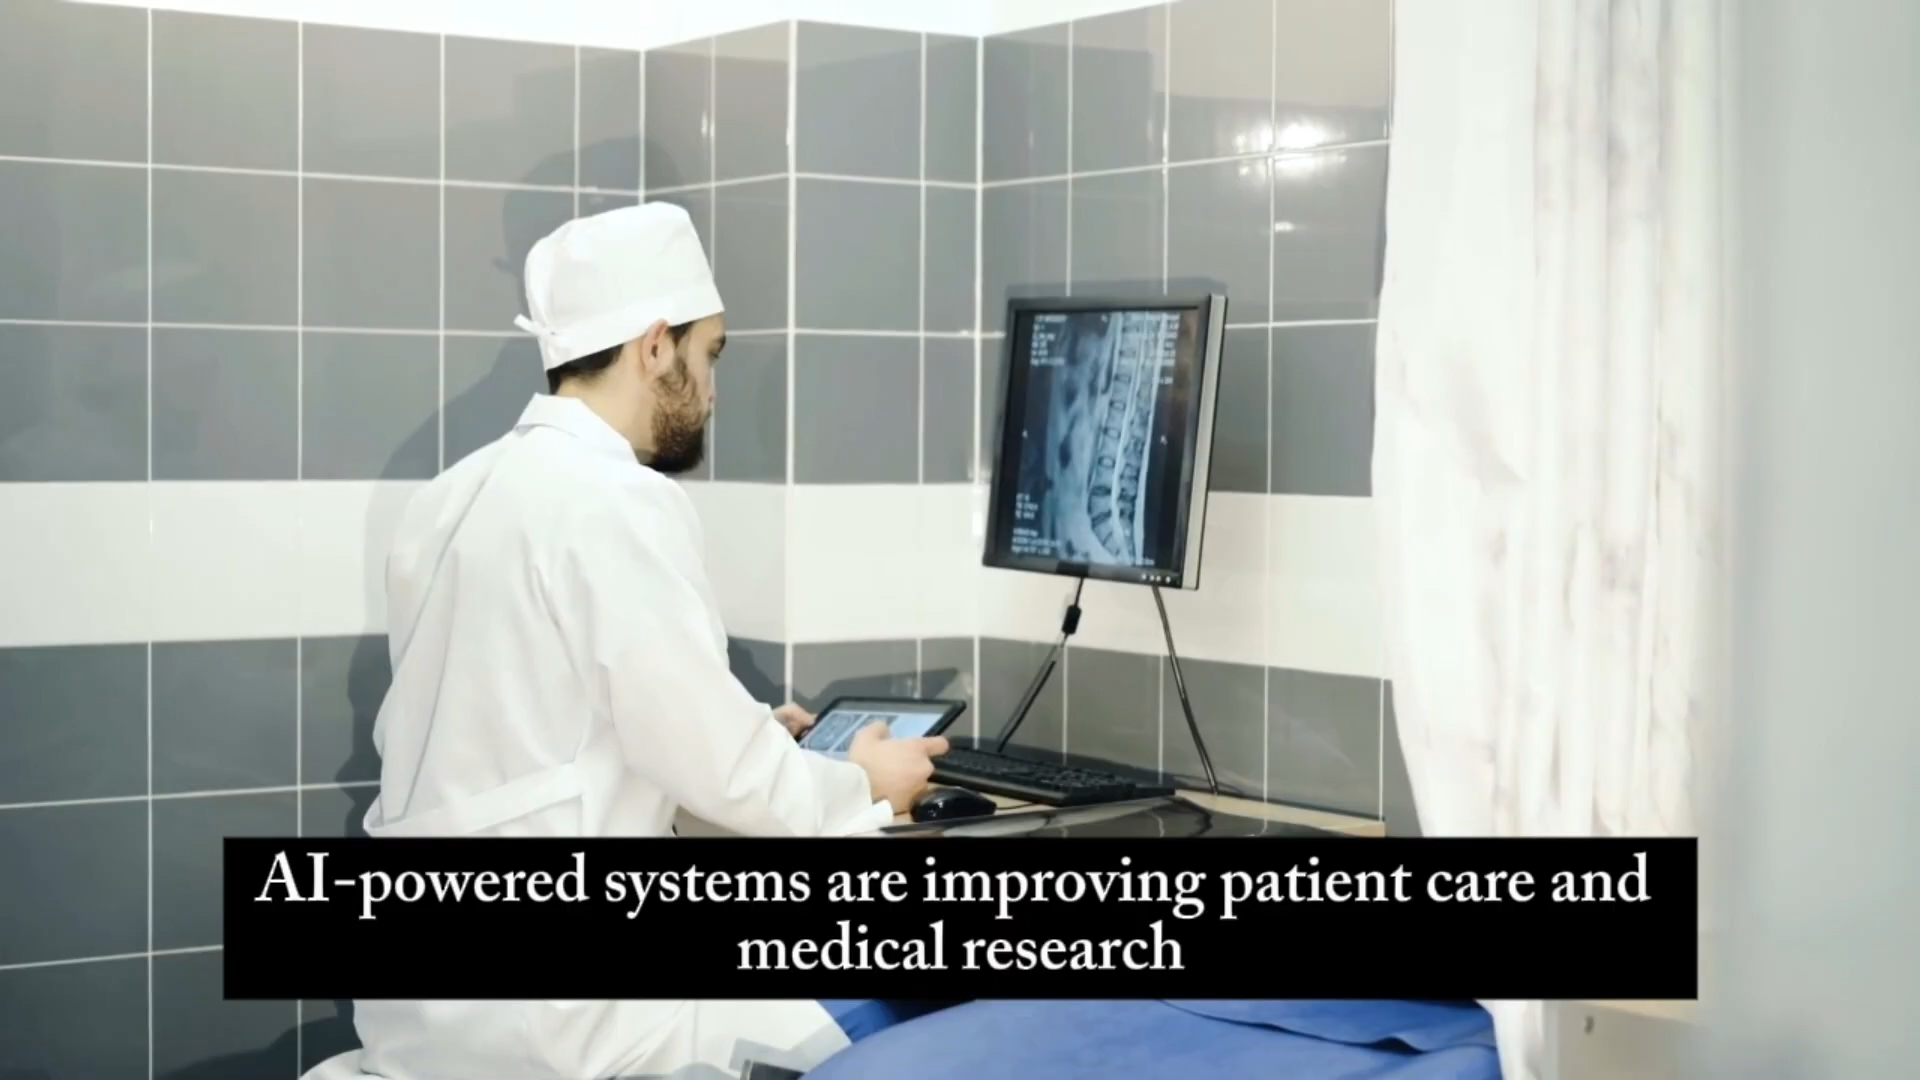 AI-powered systems are improving patient care and
medical research